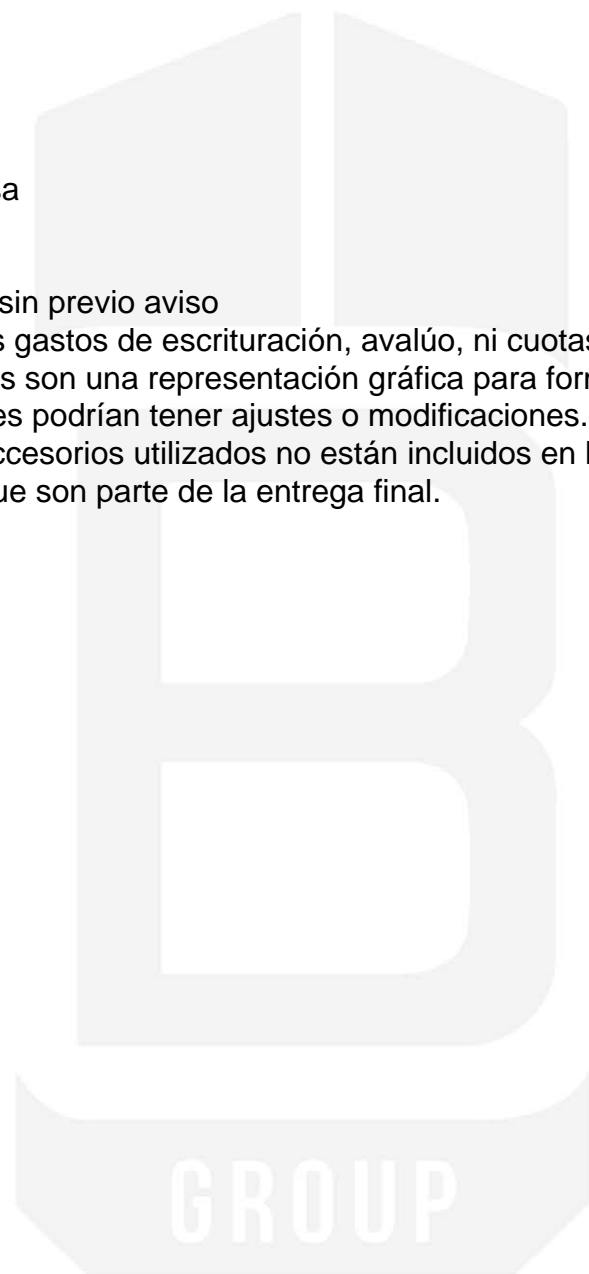 a
sin previo aviso
s gastos de escrituración, avalúo, ni cuotas
s son una representación gráfica para for
es podrían tener ajustes o modificaciones.
ccesorios utilizados no están incluidos en
ue son parte de la entrega final.
B
GROUP